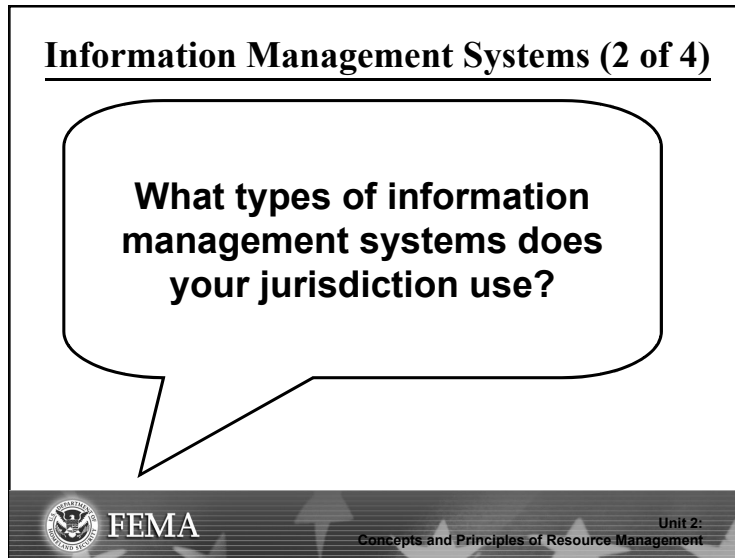 Information Management Systems (2 of 4)
What types of information
management systems does
your jurisdiction use?
FEMA
Unit 2:
Concepts and Principles of Resource Management